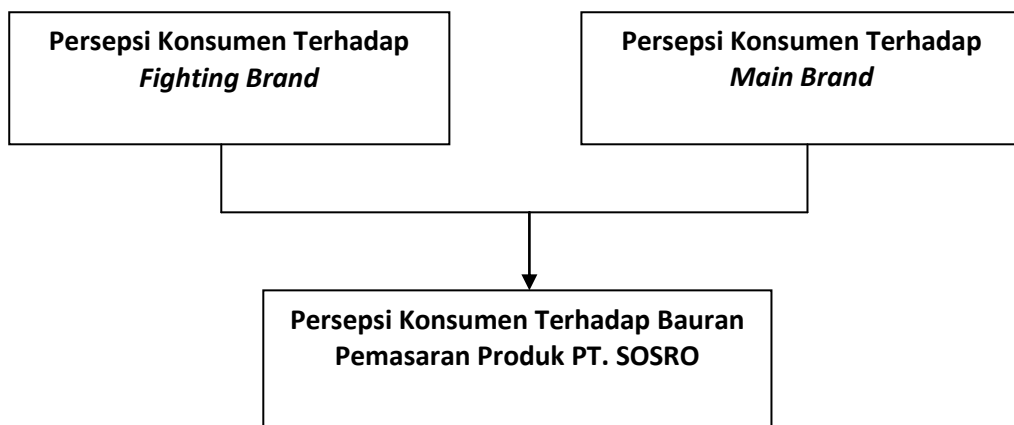 Persepsi Konsumen Terhadap
Fighting Brand
Persepsi Konsumen Terhadap
Main Brand
Persepsi Konsumen Terhadap Bauran
Pemasaran Produk PT. SOSRO